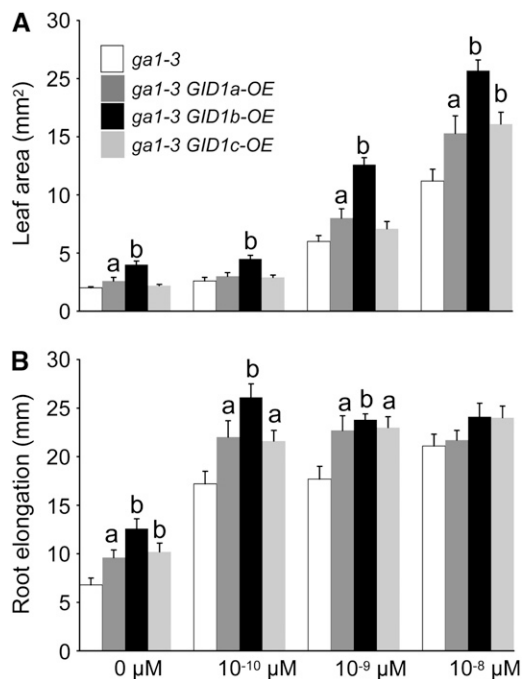 A
30
25
15
10
5
0
Leaf area (mm²)
ga1-3
ga1-3 GID1a-OE
ga1-3 GID1b-OE
ga1-3 GID1c-OE
a b
b
a b
a b b
B
30
25
20
15
10
5
0
Root elongation (mm)
a b b
a b a
a b a
0 µM 10⁻¹⁰ µM 10⁻⁹ µM 10⁻⁸ µM